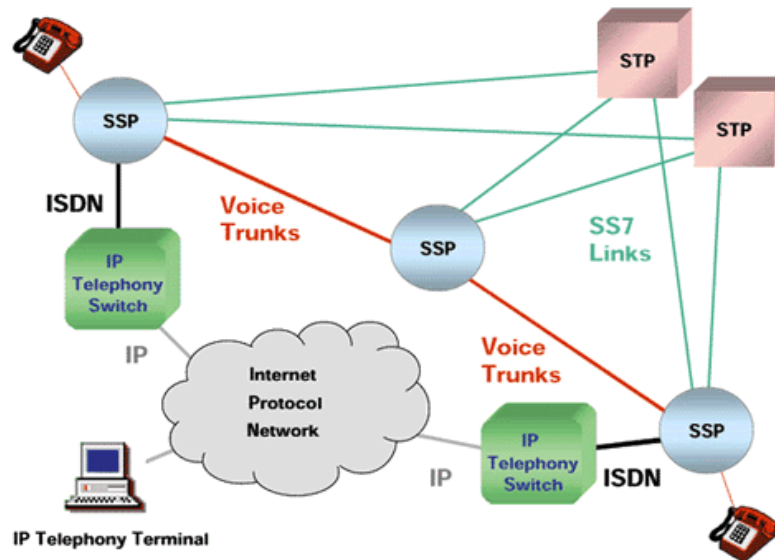 STP
SSP
STP
ISDN
Voice
Trunks
SSP
SS7
Links
IP
Telephony
Switch
IP
Internet
Protocol
Network
Voice
Trunks
SSP
IP
Telephony
Switch
IP
ISDN
IP Telephony Terminal